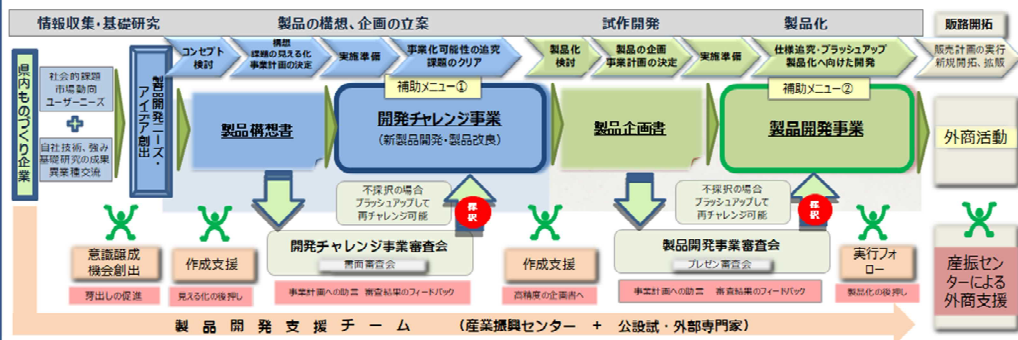 情報収集・基礎研究
製品の構想、企画の立案
試作開発
製品化
販路開拓
コンセプト
検討
構想
課題の見える化
事業計画の決定
実施準備
事業化可能性の追究
課題のクリア
製品化
検討
製品の企画
事業計画の決定
実施準備
仕様追究・ブラッシュアップ
製品化へ向けた開発
販売計画の実行
新規開拓、拡販
県内ものづくり企業
社会的課題
市場動向
ユーザーニーズ
自社技術、強み
基礎研究の成果
異業種交流
製品開発ニーズ・
アイデア創出
製品構想書
補助メニュー①
開発チャレンジ事業
(新製品開発・製品改良)
製品企画書
補助メニュー②
製品開発事業
外商活動
不採択の場合
ブラッシュアップして
再チャレンジ可能
採択
不採択の場合
ブラッシュアップして
再チャレンジ可能
採択
開発チャレンジ事業審査会
書面審査会
製品開発事業審査会
プレゼン審査会
意識醸成
機会創出
作成支援
作成支援
実行フォ
ロー
産振セン
ターによる
外商支援
芽出しの促進
見える化の後押し
事業計画への助言 審査結果のフィードバック
高精度の企画書へ
事業計画への助言 審査結果のフィードバック
製品化の後押し
製品開発支援チーム (産業振興センター + 公設試・外部専門家)